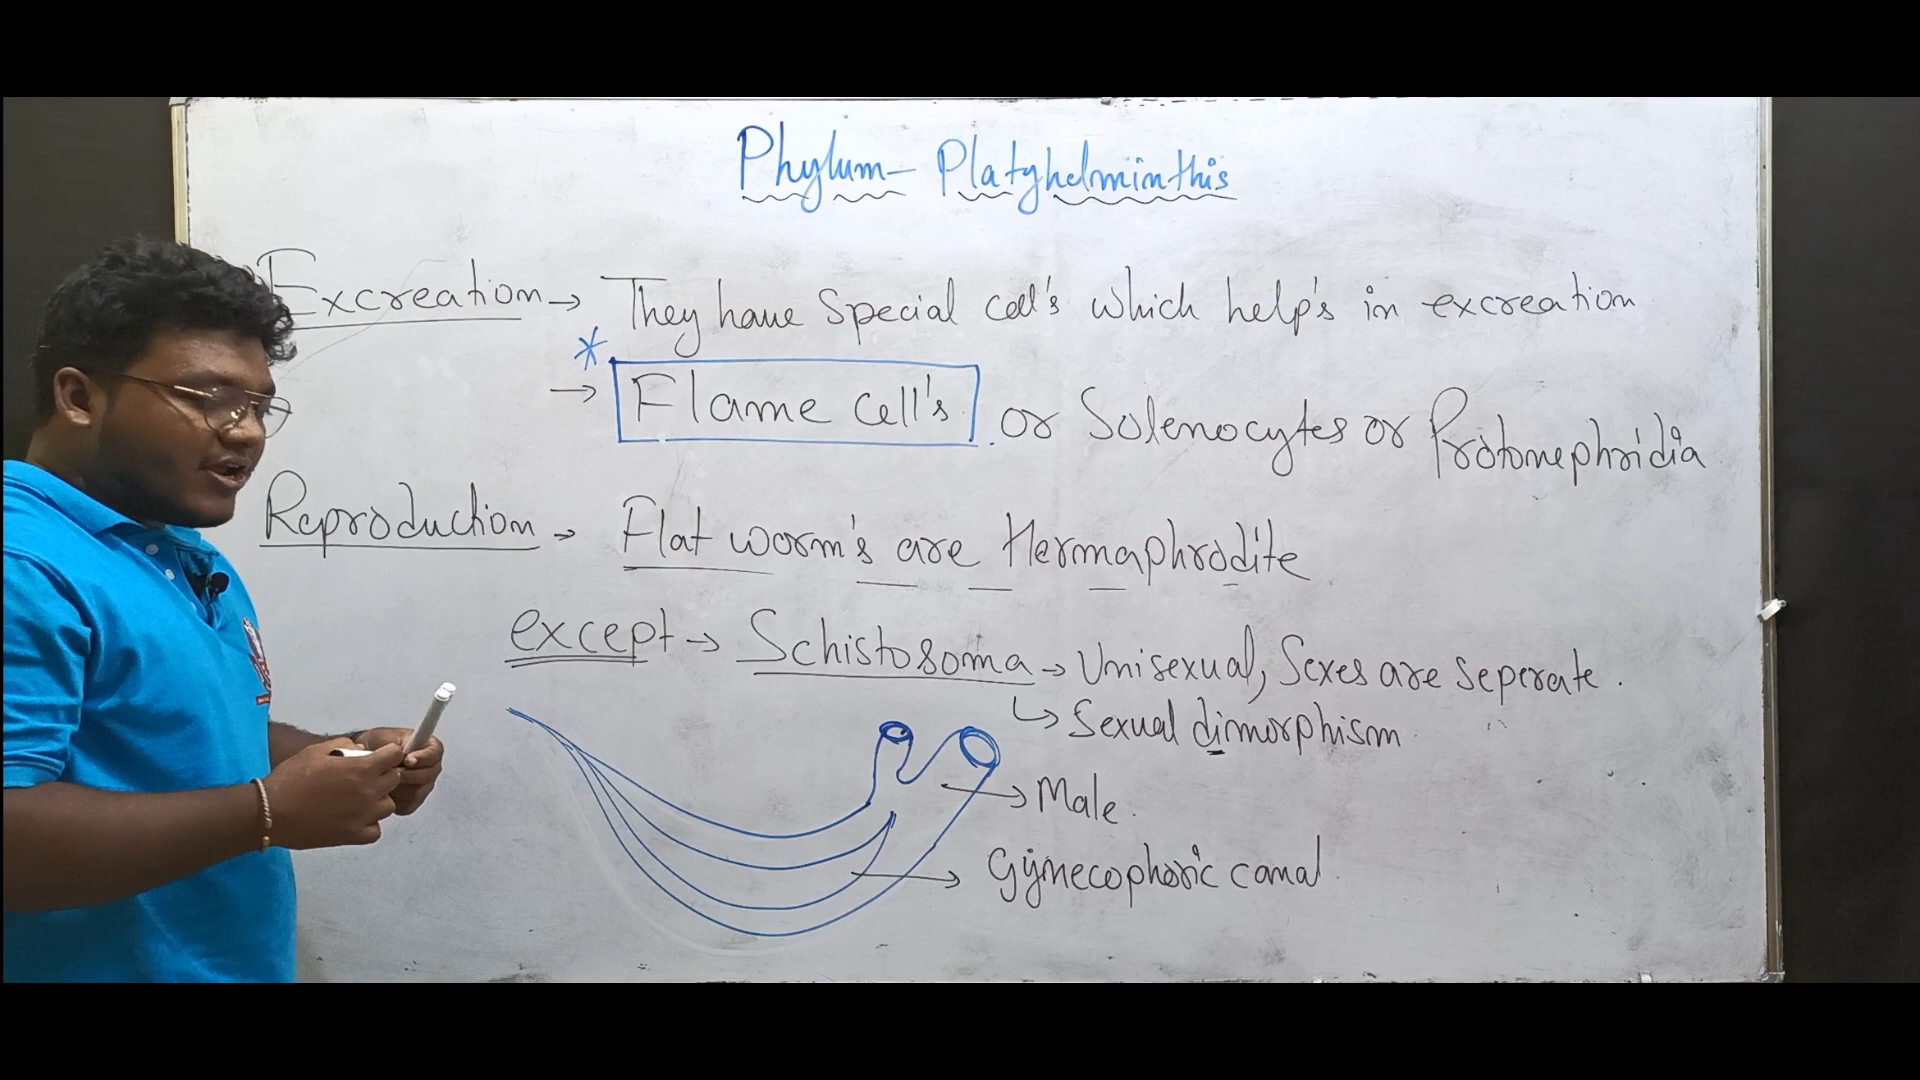 Phylum- Platyhelminthis
Excreation → They have Special cell's which help's in excreation
* → Flame Cell's or Solenocytes or Protonephridia
Reproduction → Flat worm's are Hermaphrodite
except → Schistosoma → Unisexual, Sexes are seperate.
↳ Sexual dimorphism
→ Male.
→ Gynecophoric canal